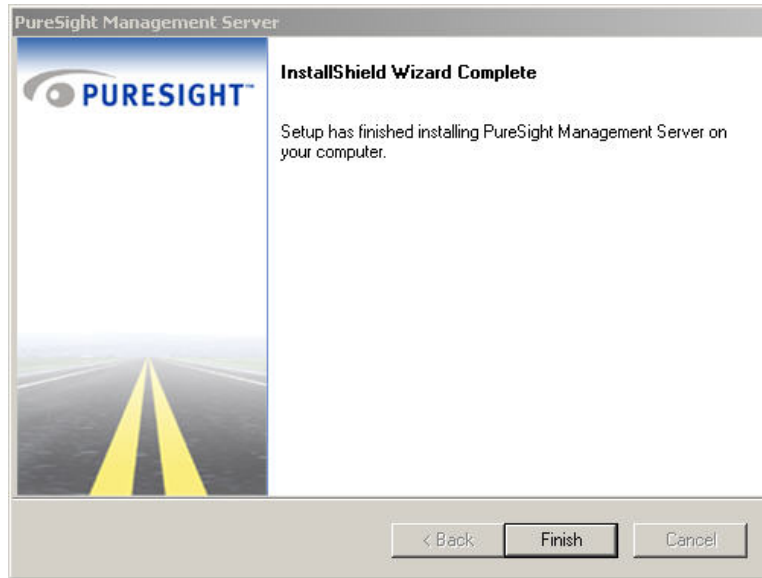 PureSight Management Server
PURESIGHT™
InstallShield Wizard Complete
Setup has finished installing PureSight Management Server on
your computer.
< Back
Finish
Cancel